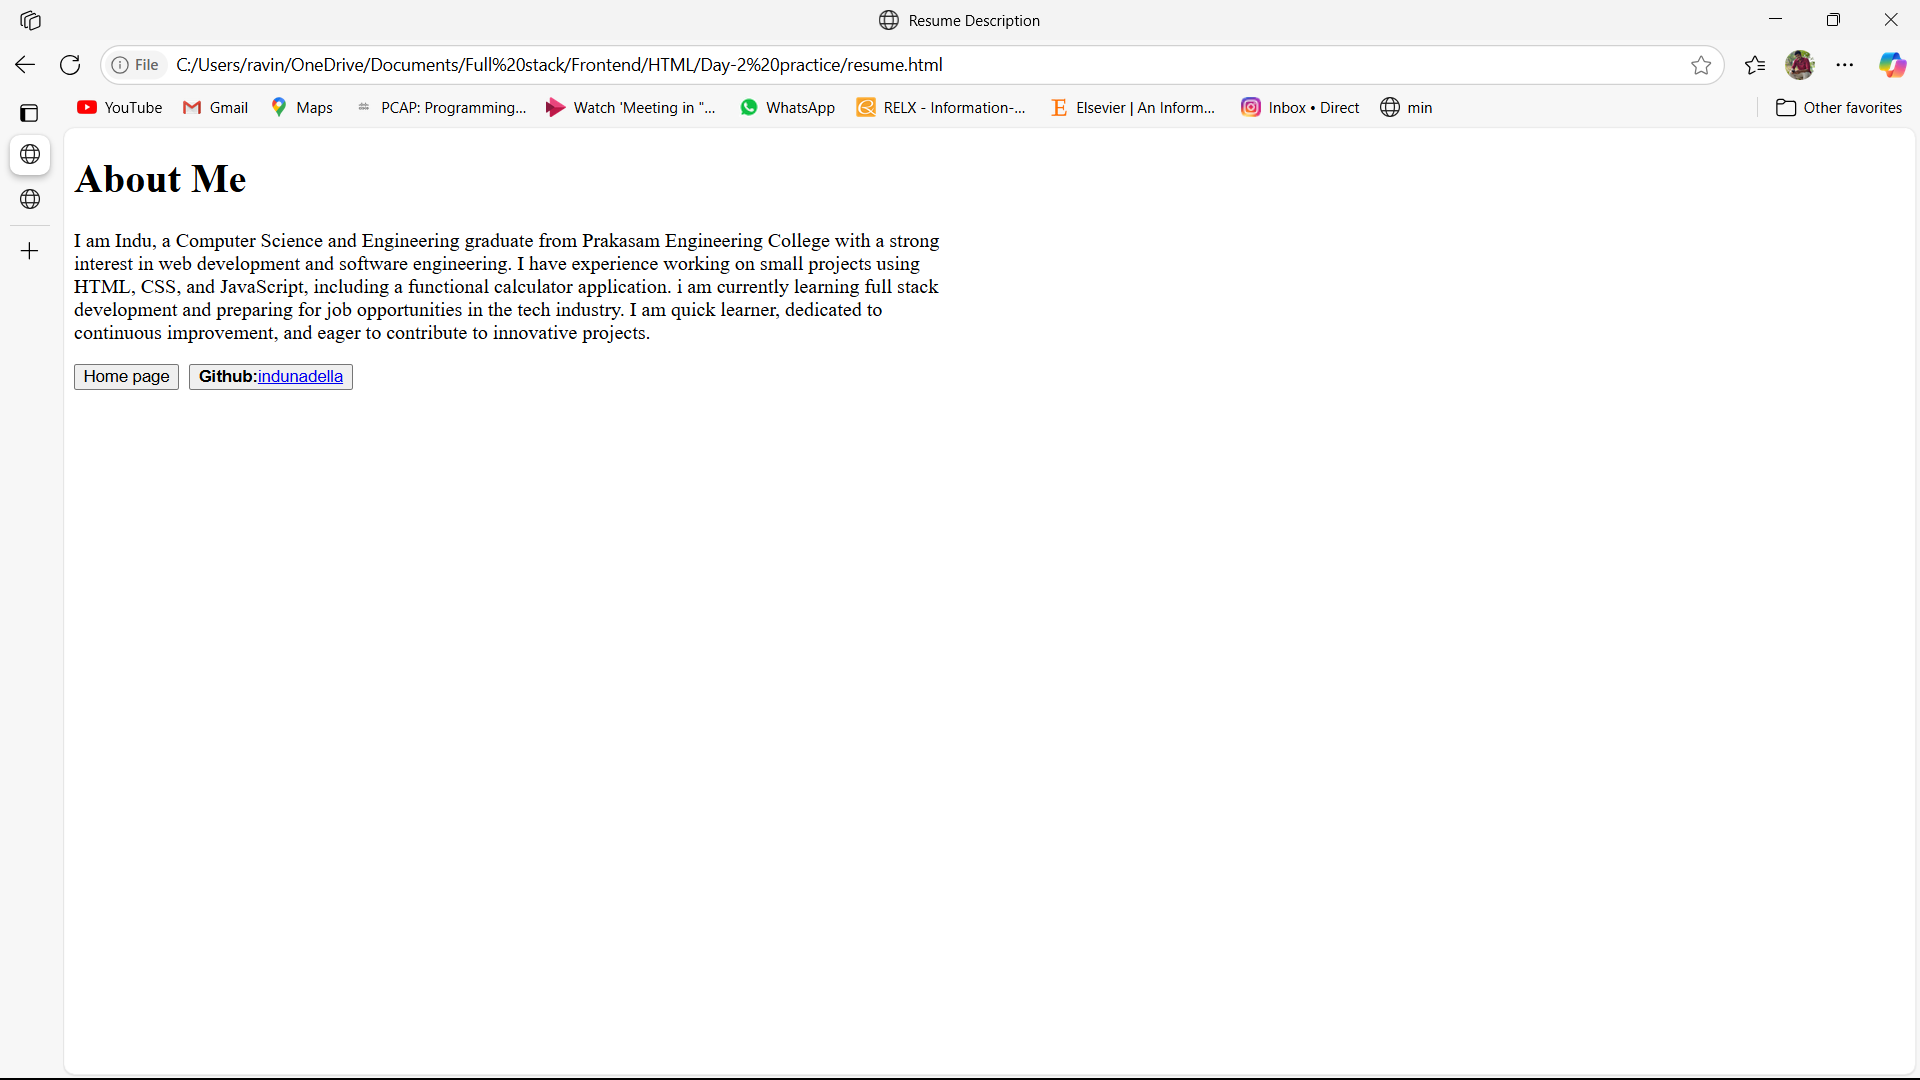 Resume Description
File C:/Users/ravin/OneDrive/Documents/Full%20stack/Frontend/HTML/Day-2%20practice/resume.html
YouTube Gmail Maps PCAP: Programming... Watch 'Meeting in "... WhatsApp RELX - Information-... Elsevier | An Inform... Inbox • Direct min Other favorites
About Me
I am Indu, a Computer Science and Engineering graduate from Prakasam Engineering College with a strong
interest in web development and software engineering. I have experience working on small projects using
HTML, CSS, and JavaScript, including a functional calculator application. i am currently learning full stack
development and preparing for job opportunities in the tech industry. I am quick learner, dedicated to
continuous improvement, and eager to contribute to innovative projects.
Home page Github:indunadella